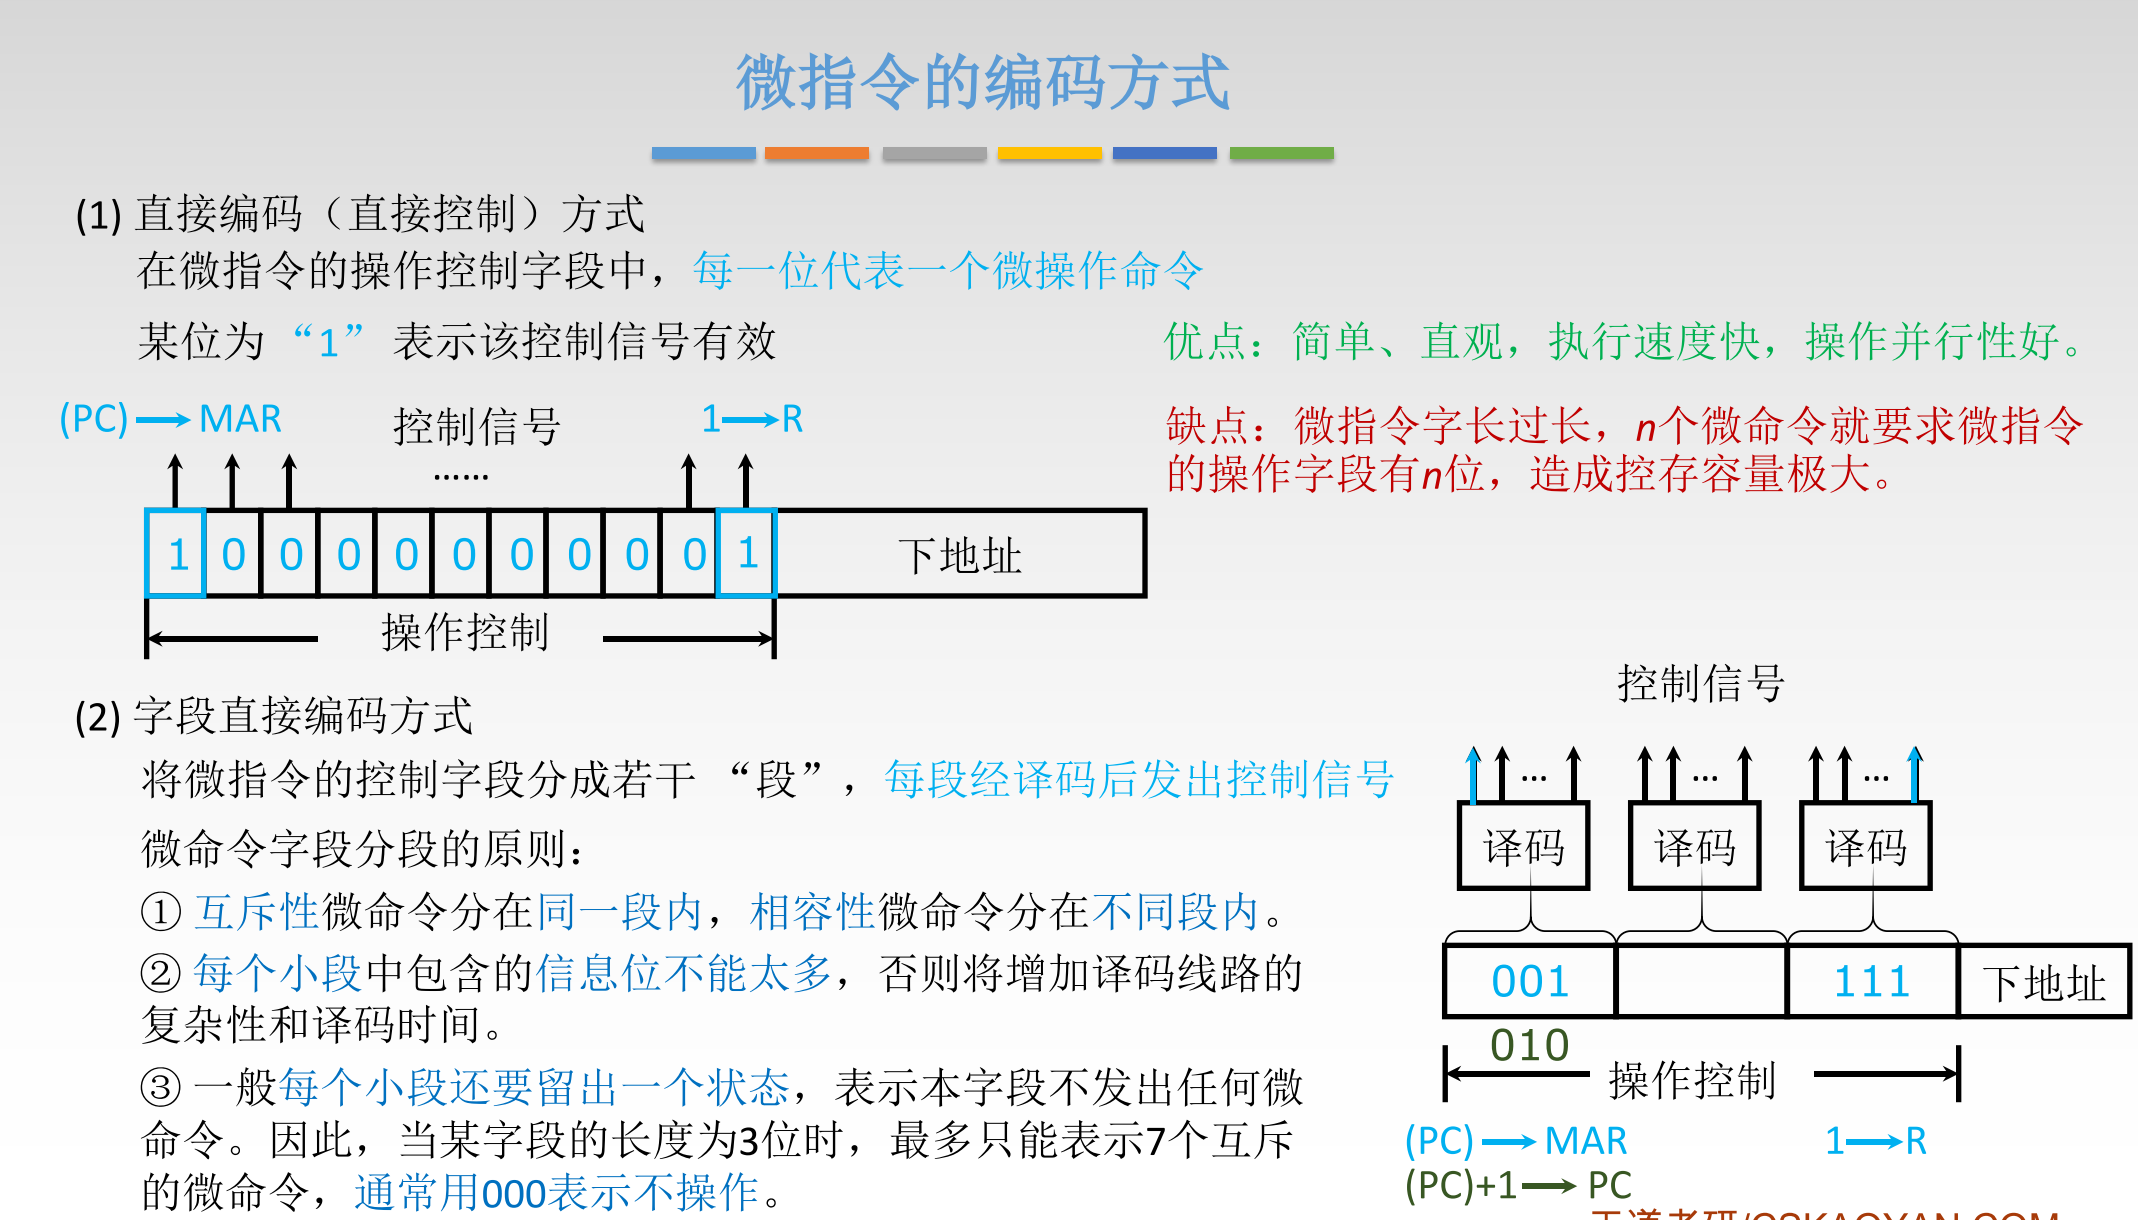 微指令的编码方式
(1) 直接编码（直接控制）方式
在微指令的操作控制字段中，每一位代表一个微操作命令
某位为“1”表示该控制信号有效
优点：简单、直观，执行速度快，操作并行性好。
缺点：微指令字长过长，n个微命令就要求微指令
的操作字段有n位，造成控存容量极大。
(PC) MAR 控制信号 1 R
……
1 0 0 0 0 0 0 0 0 0 1 下地址
操作控制
(2) 字段直接编码方式
将微指令的控制字段分成若干“段”，每段经译码后发出控制信号
微命令字段分段的原则：
① 互斥性微命令分在同一段内，相容性微命令分在不同段内。
② 每个小段中包含的信息位不能太多，否则将增加译码线路的
复杂性和译码时间。
③ 一般每个小段还要留出一个状态，表示本字段不发出任何微
命令。因此，当某字段的长度为3位时，最多只能表示7个互斥
的微命令，通常用000表示不操作。
控制信号
… … …
译码 译码 译码
001 111 下地址
010
操作控制
(PC) MAR 1 R
(PC)+1 PC
王道考研/CSKAOYAN.COM